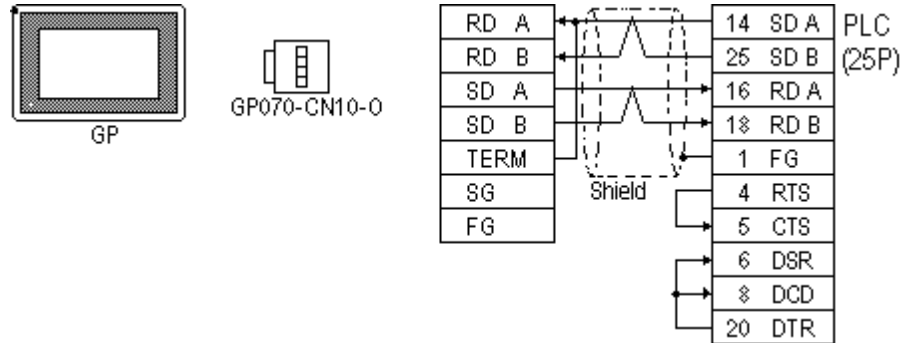 GP
GP070-CN10-0
RD A
RD B
SD A
SD B
TERM
SG
FG
Shield
14 SD A
25 SD B
16 RD A
18 RD B
1 FG
4 RTS
5 CTS
6 DSR
8 DCD
20 DTR
PLC
(25P)